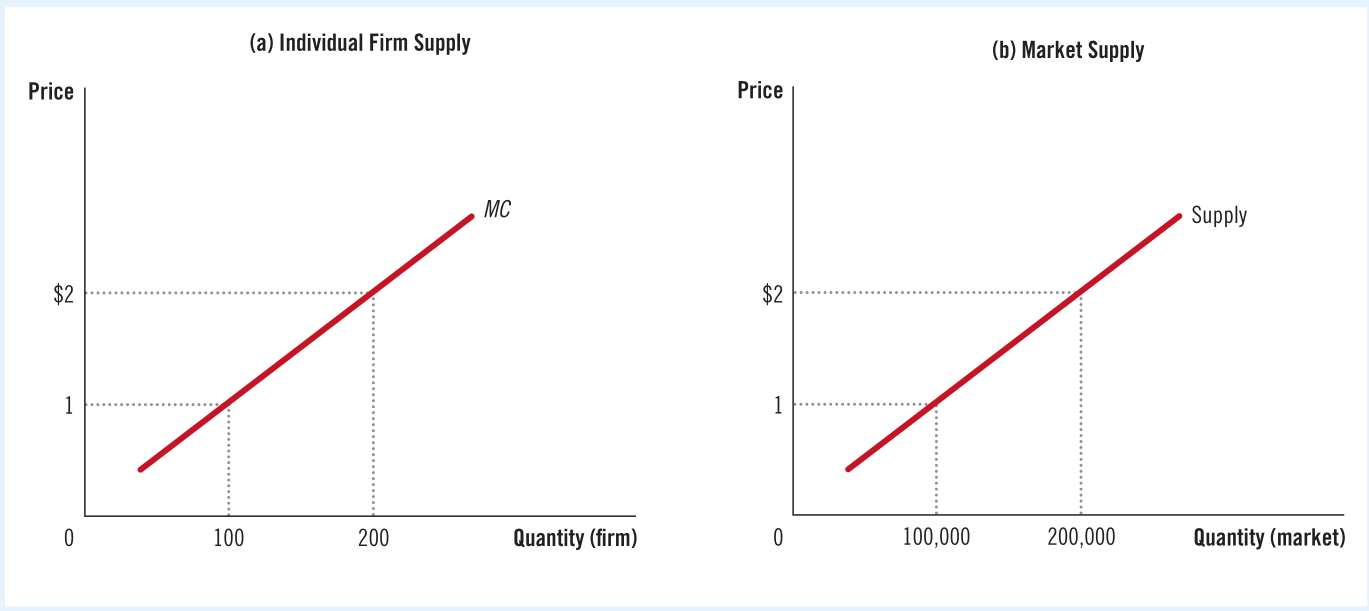 (a) Individual Firm Supply
Price
MC
$2
1
0
100
200
Quantity (firm)
(b) Market Supply
Price
Supply
$2
1
0
100,000
200,000
Quantity (market)